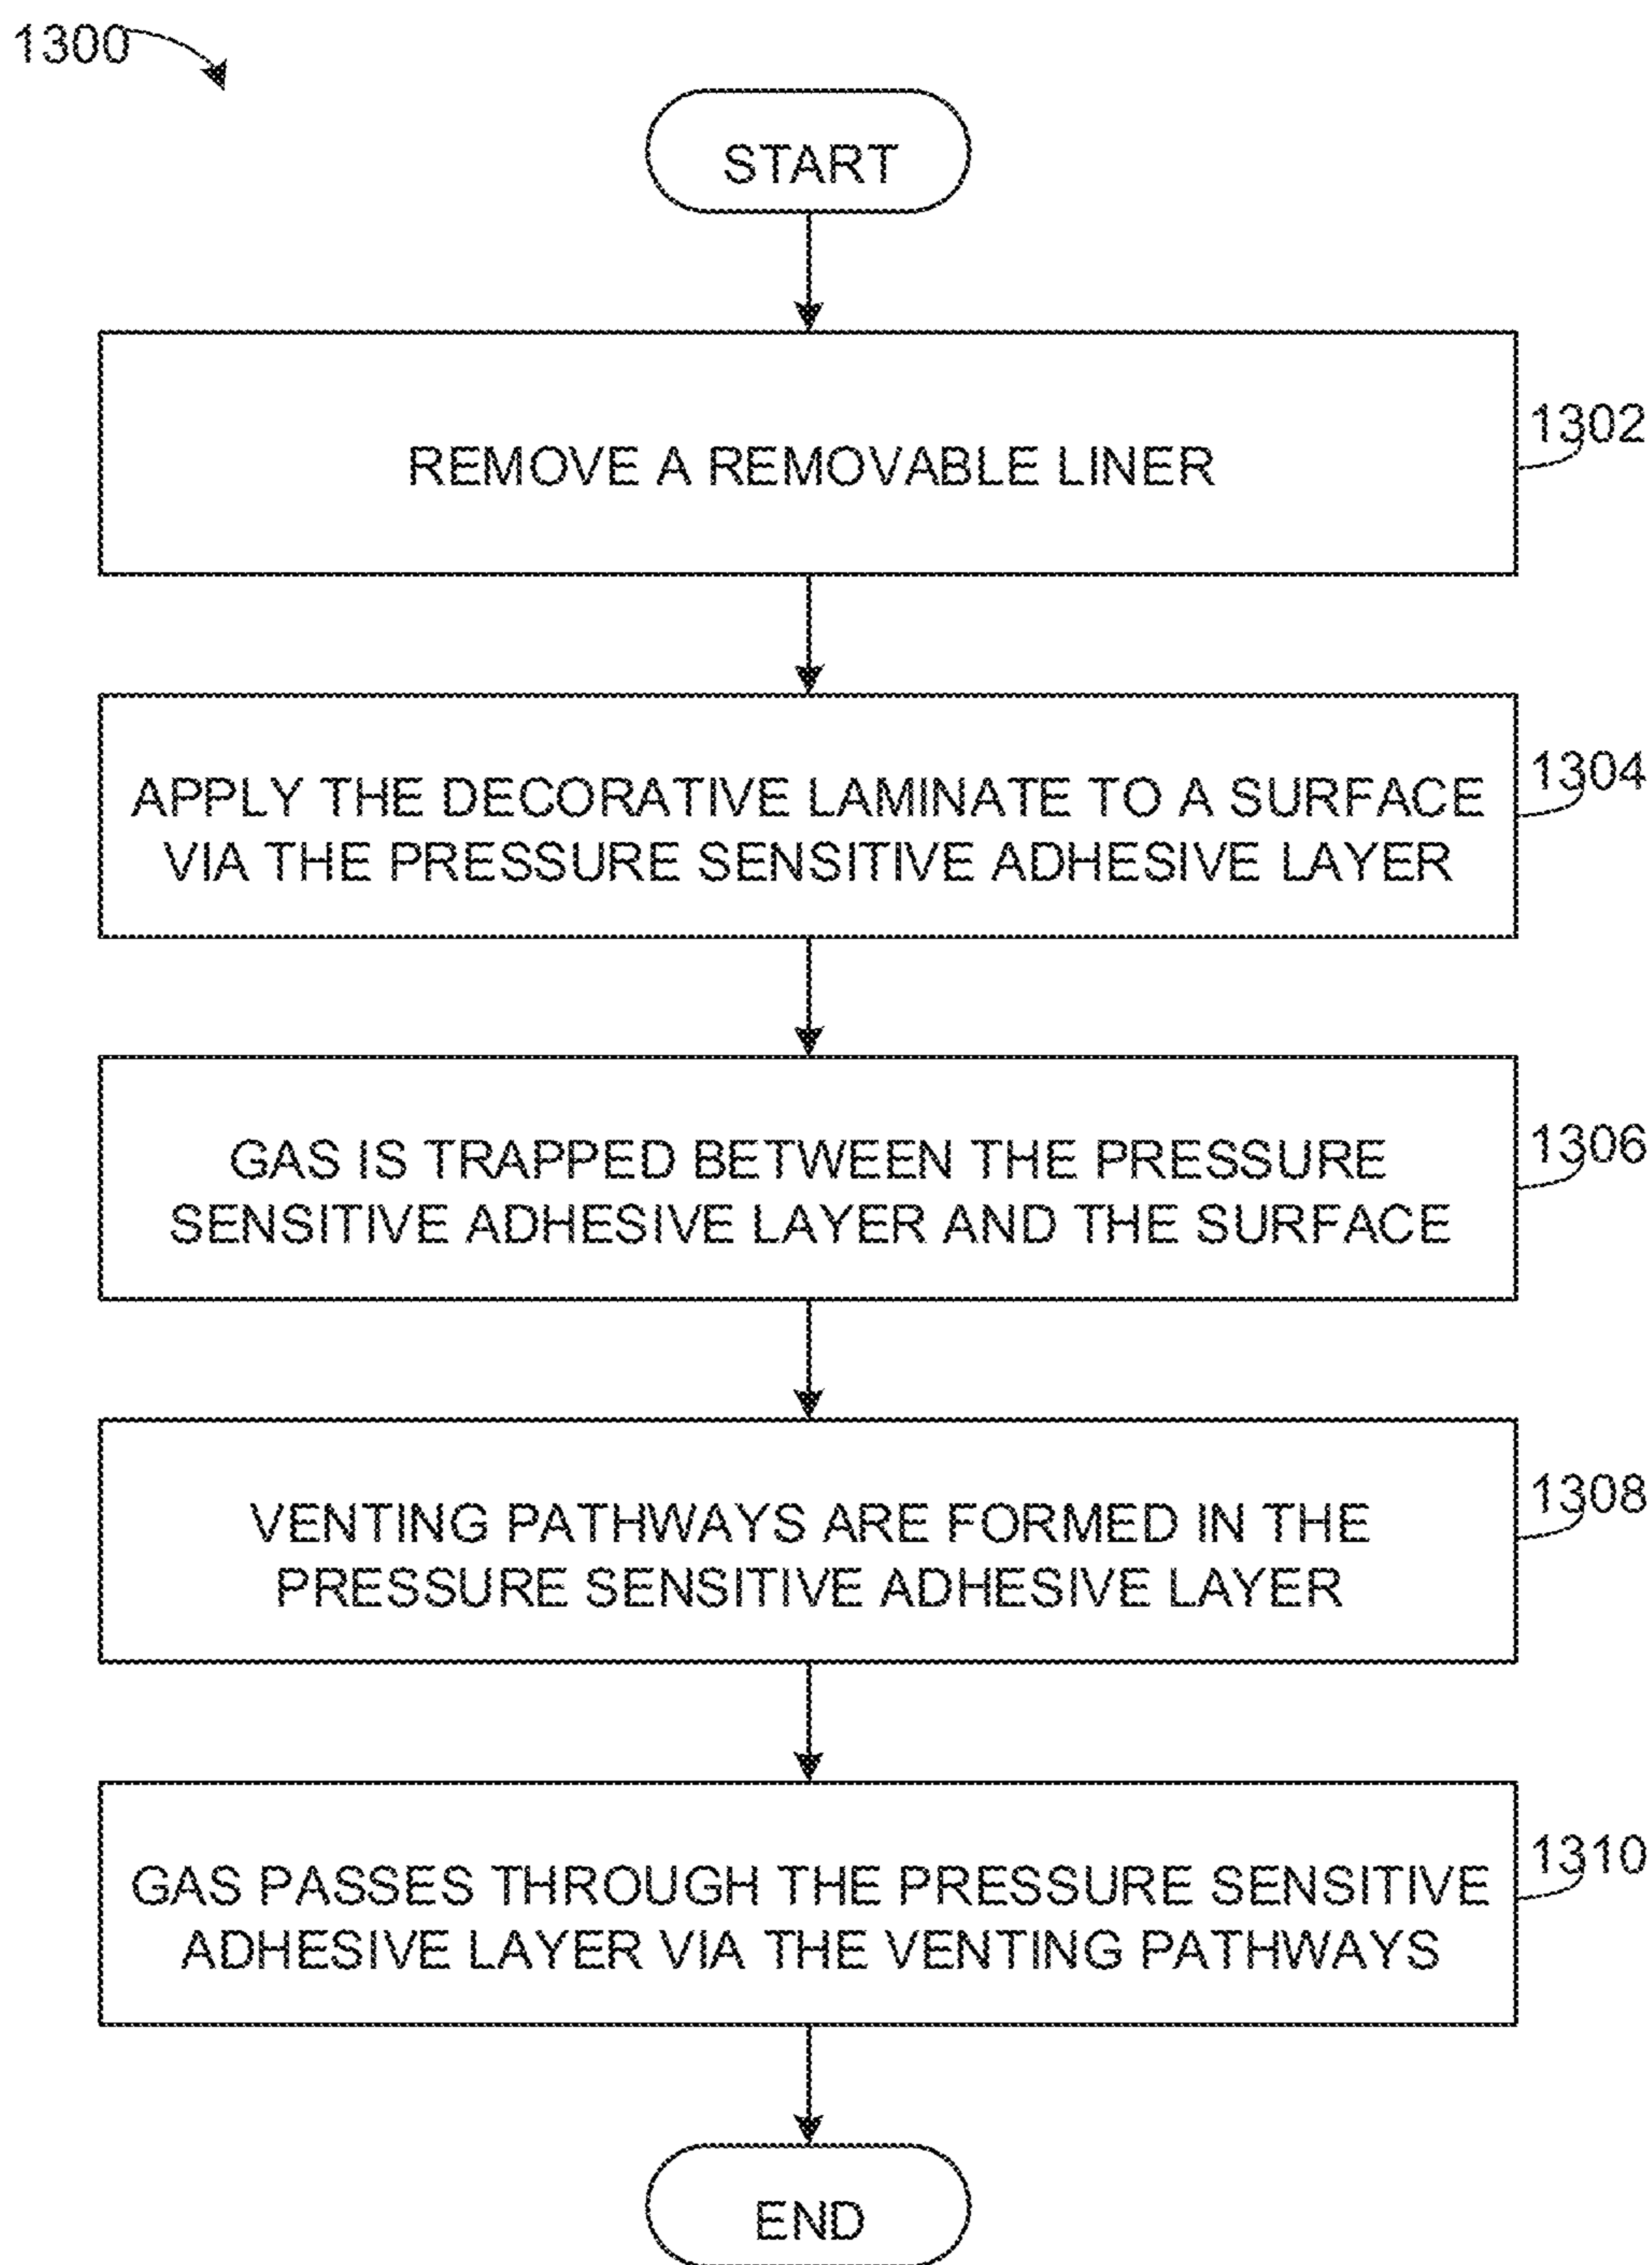 1300
START
REMOVE A REMOVABLE LINER
1302
APPLY THE DECORATIVE LAMINATE TO A SURFACE
VIA THE PRESSURE SENSITIVE ADHESIVE LAYER
1304
GAS IS TRAPPED BETWEEN THE PRESSURE
SENSITIVE ADHESIVE LAYER AND THE SURFACE
1306
VENTING PATHWAYS ARE FORMED IN THE
PRESSURE SENSITIVE ADHESIVE LAYER
1308
GAS PASSES THROUGH THE PRESSURE SENSITIVE
ADHESIVE LAYER VIA THE VENTING PATHWAYS
1310
END